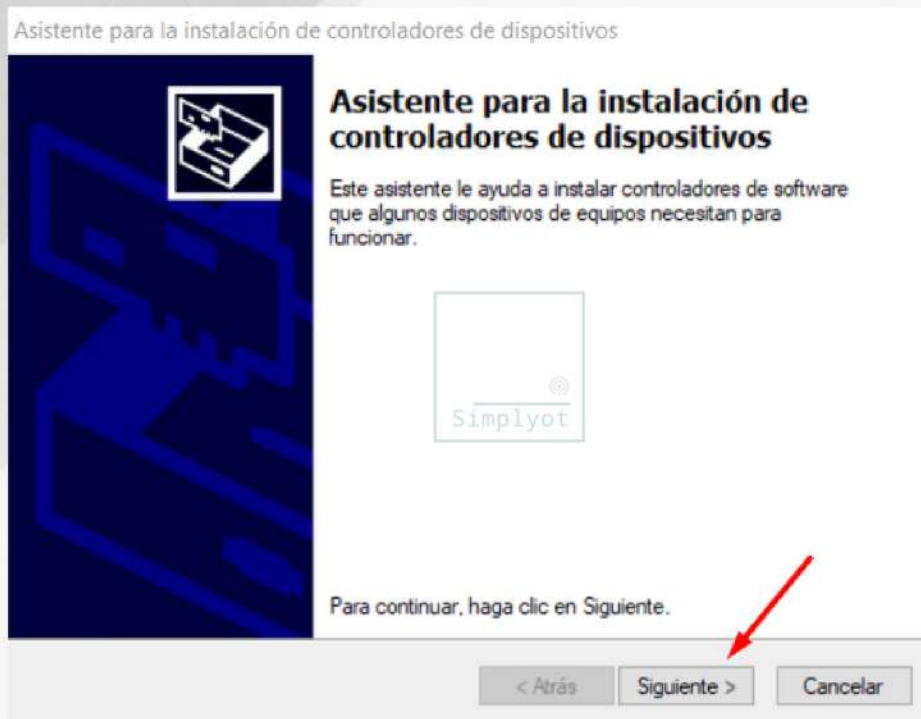 Asistente para la instalación de controladores de dispositivos
Asistente para la instalación de
controladores de dispositivos
Este asistente le ayuda a instalar controladores de software
que algunos dispositivos de equipos necesitan para
funcionar.
Simplyot
Para continuar, haga clic en Siguiente.
< Atrás
Siguiente >
Cancelar